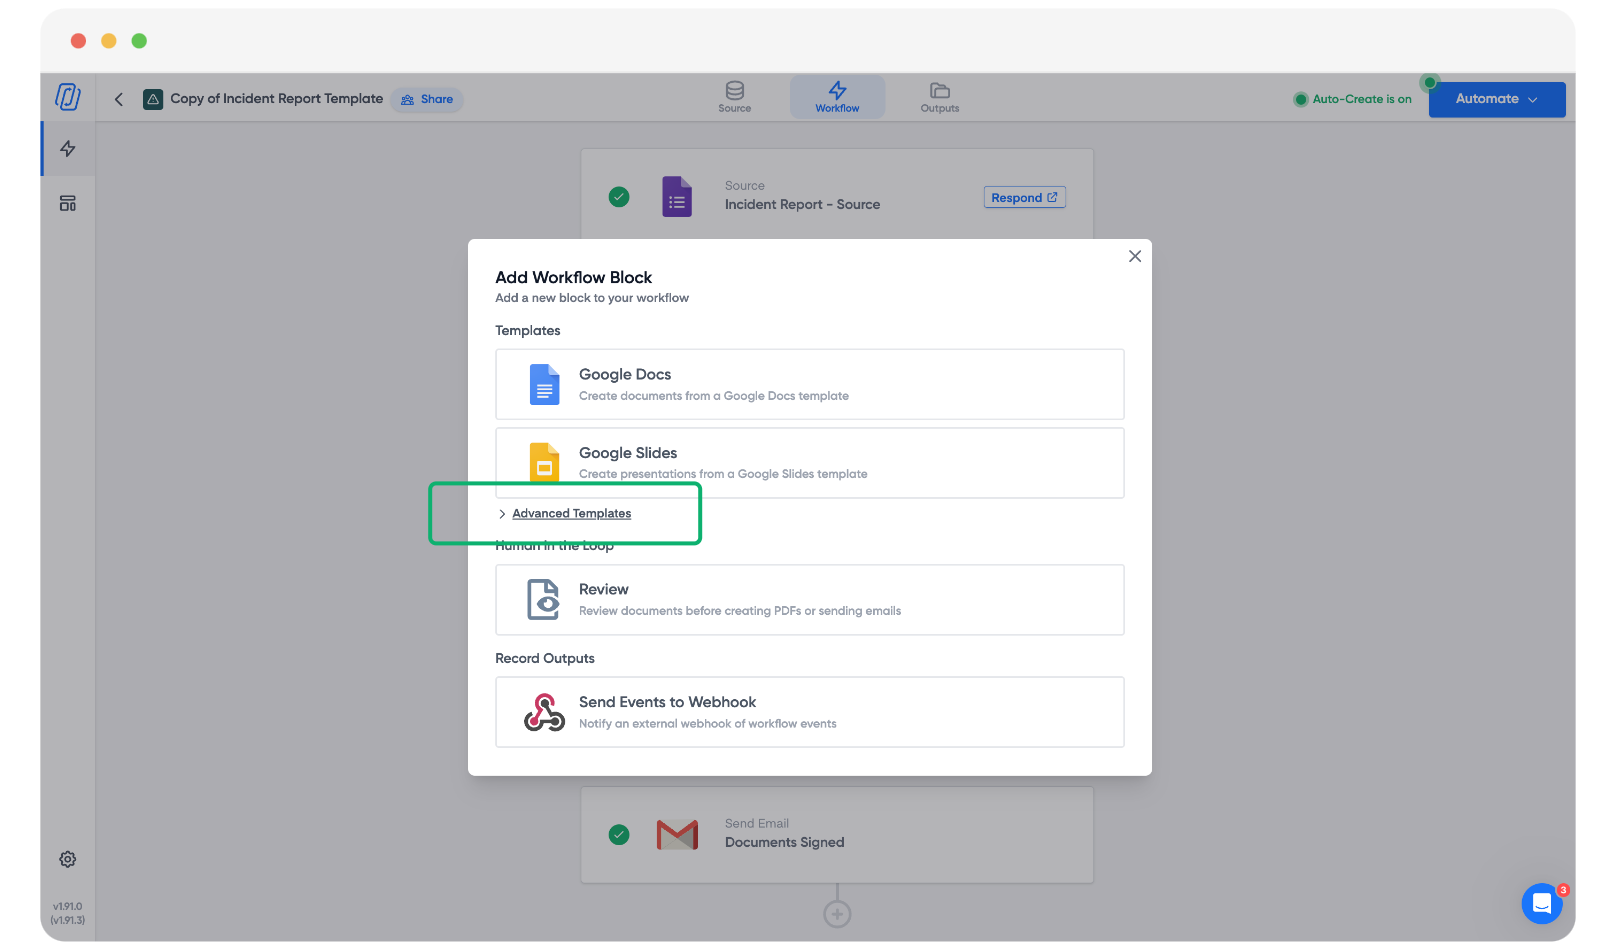 Copy of Incident Report Template
Share
Source
Workflow
Outputs
Auto-Create is on
Automate
Source
Incident Report - Source
Respond
Add Workflow Block
Add a new block to your workflow
Templates
Google Docs
Create documents from a Google Docs template
Google Slides
Create presentations from a Google Slides template
Advanced Templates
Human in the Loop
Review
Review documents before creating PDFs or sending emails
Record Outputs
Send Events to Webhook
Notify an external webhook of workflow events
Send Email
Documents Signed
v1.91.0
(v1.91.3)
3